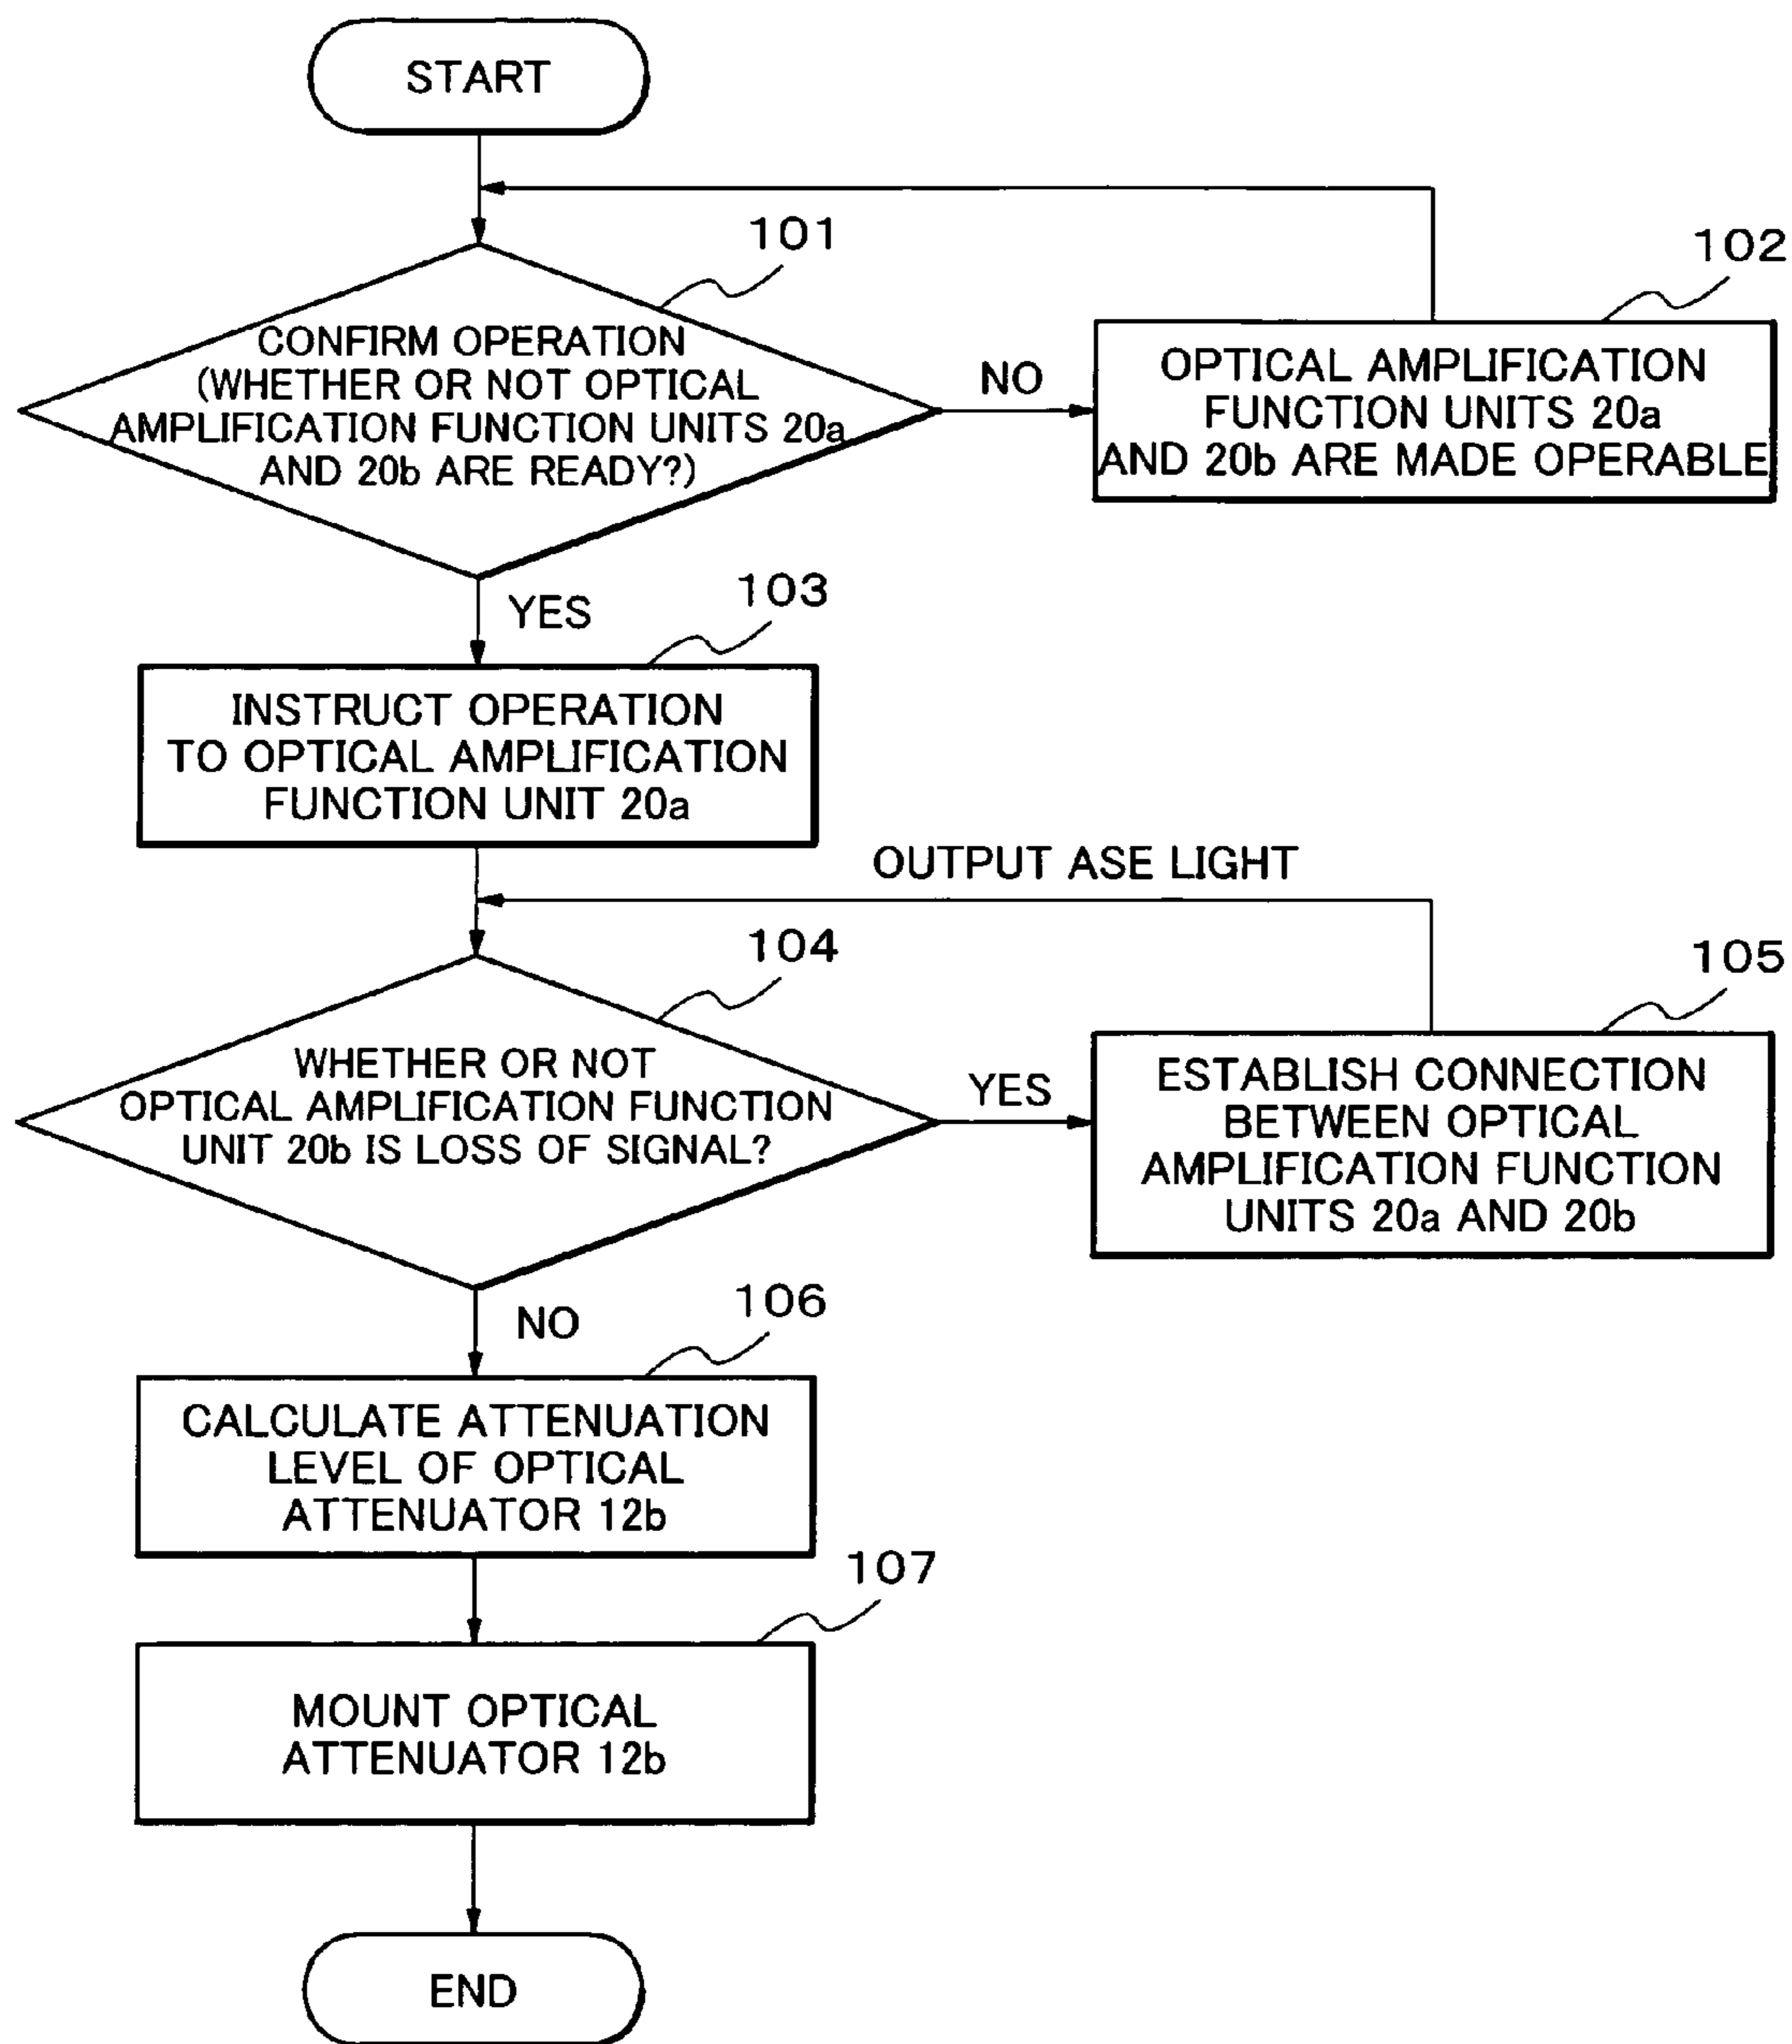 START
101
CONFIRM OPERATION
(WHETHER OR NOT OPTICAL
AMPLIFICATION FUNCTION UNITS 20a
AND 20b ARE READY?)
NO
102
OPTICAL AMPLIFICATION
FUNCTION UNITS 20a
AND 20b ARE MADE OPERABLE
YES
103
INSTRUCT OPERATION
TO OPTICAL AMPLIFICATION
FUNCTION UNIT 20a
OUTPUT ASE LIGHT
104
WHETHER OR NOT
OPTICAL AMPLIFICATION FUNCTION
UNIT 20b IS LOSS OF SIGNAL?
YES
105
ESTABLISH CONNECTION
BETWEEN OPTICAL
AMPLIFICATION FUNCTION
UNITS 20a AND 20b
NO
106
CALCULATE ATTENUATION
LEVEL OF OPTICAL
ATTENUATOR 12b
107
MOUNT OPTICAL
ATTENUATOR 12b
END